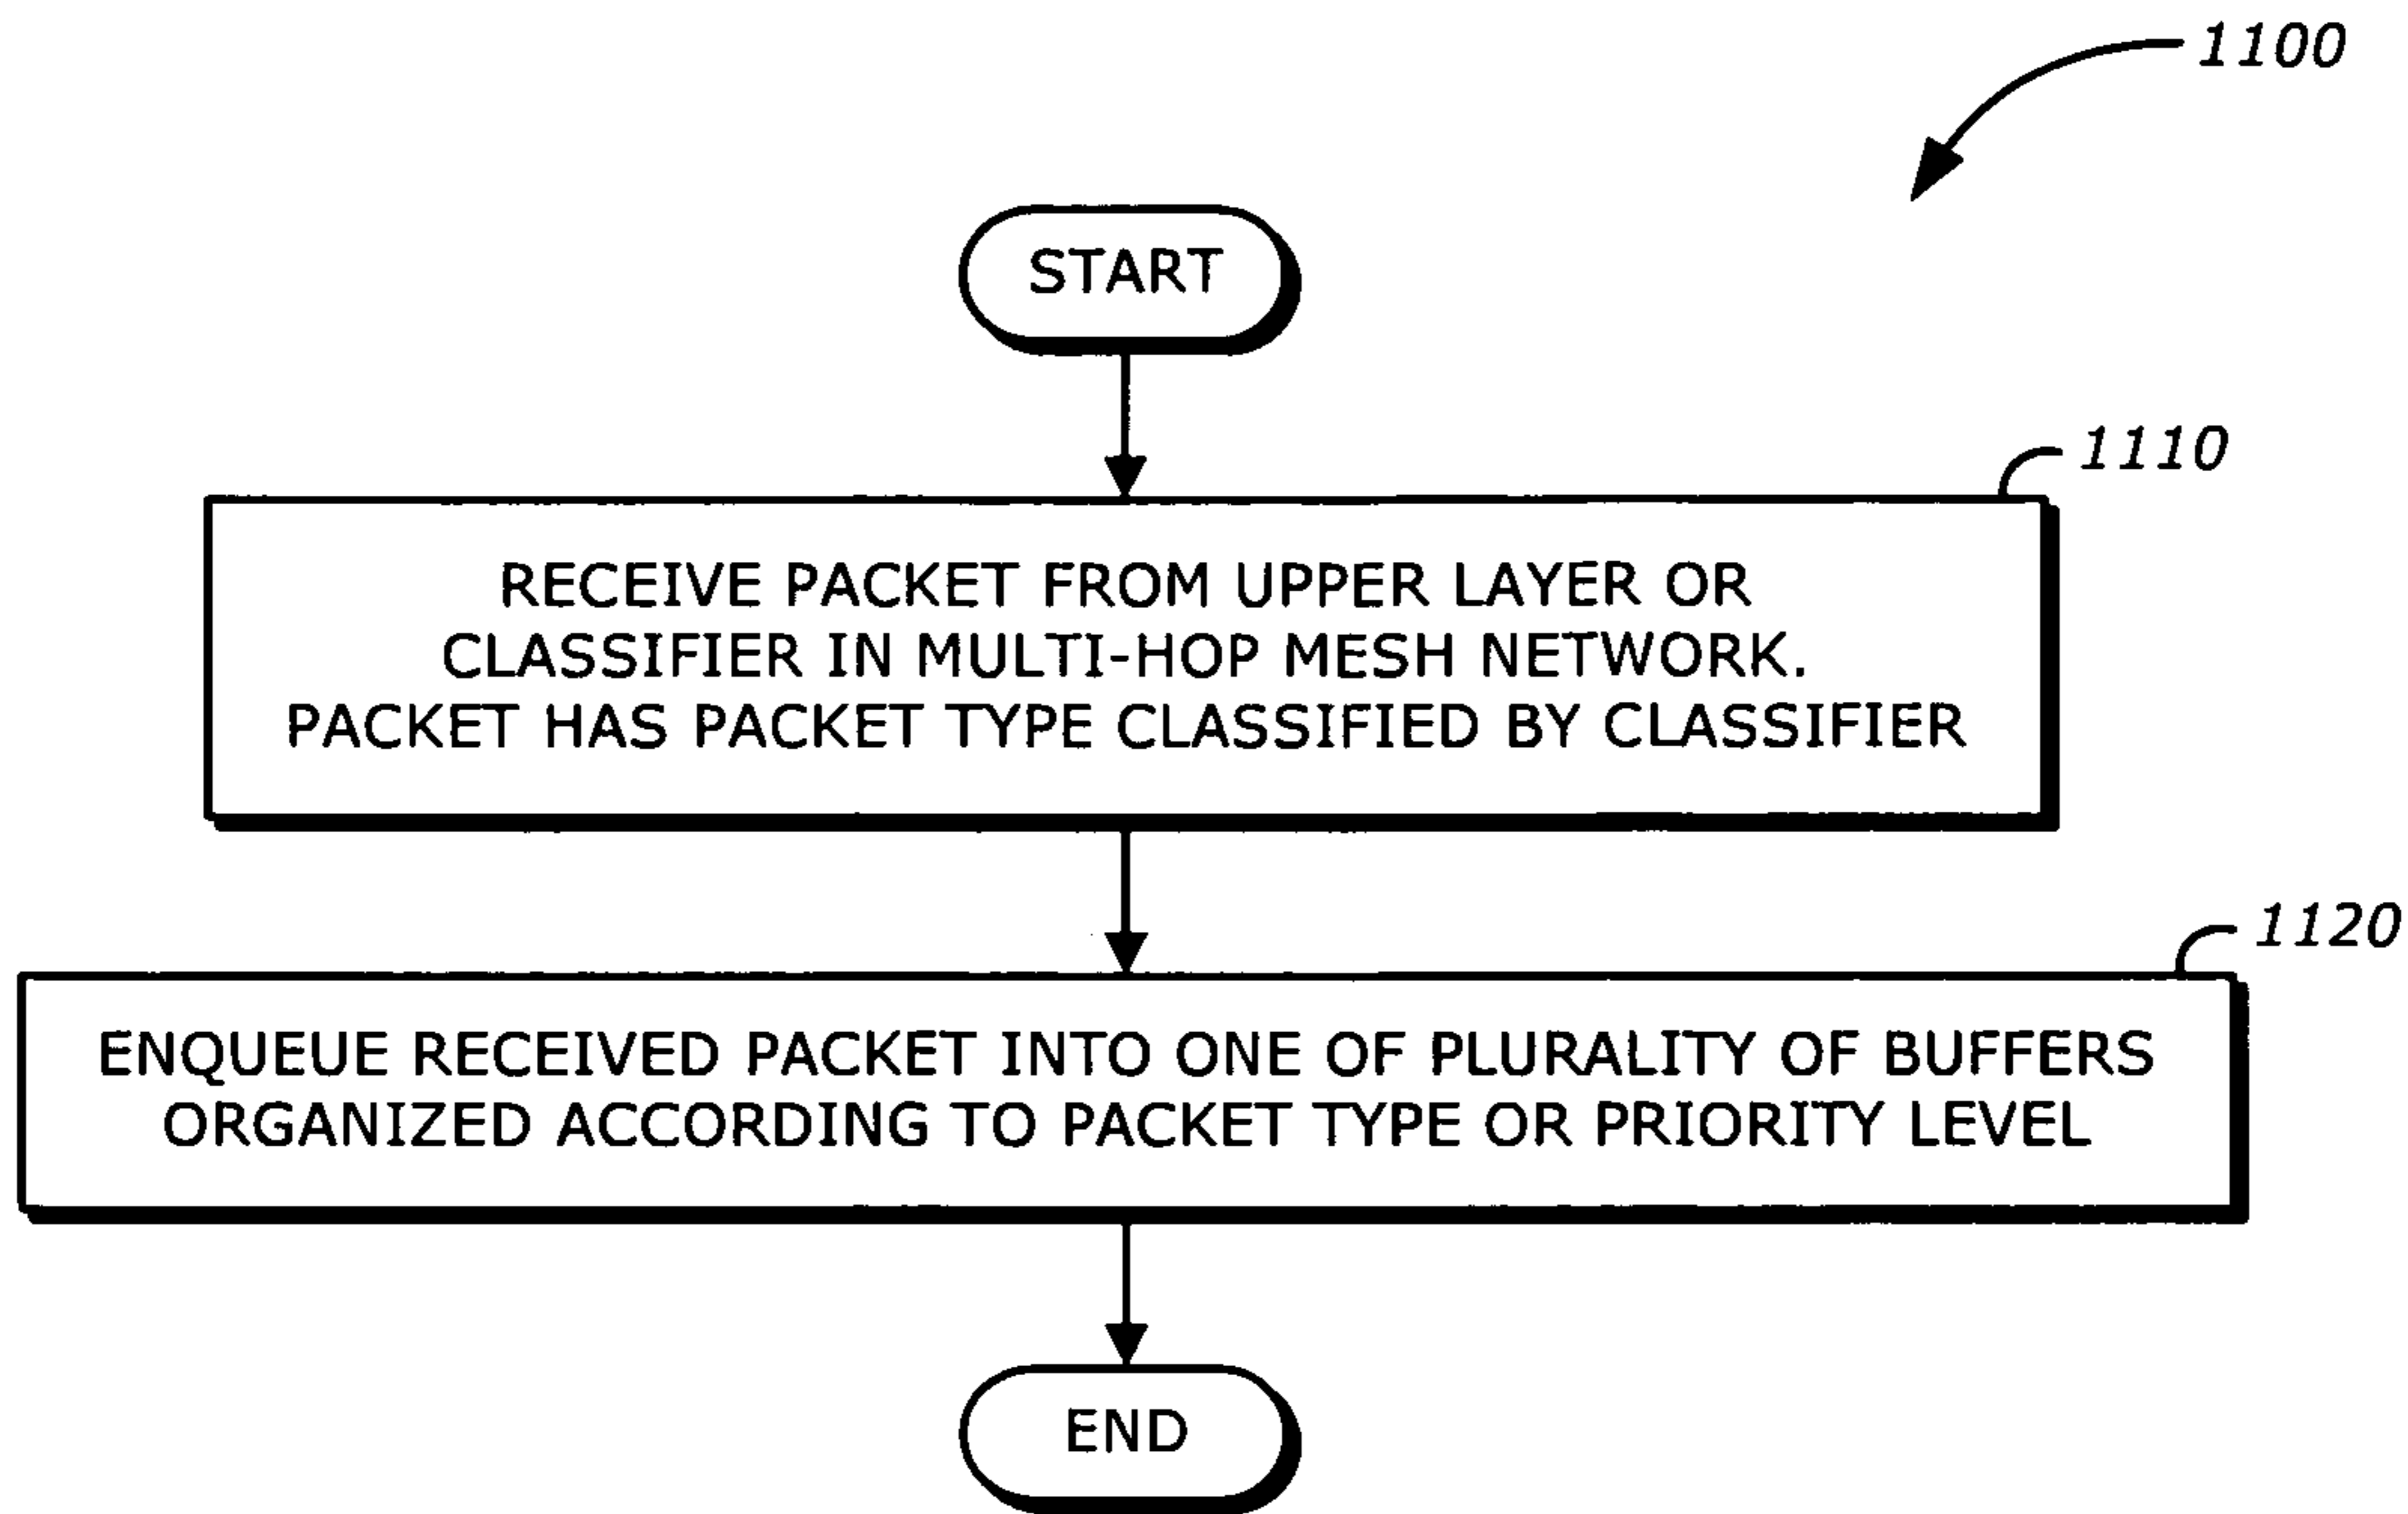 1100
START
1110
RECEIVE PACKET FROM UPPER LAYER OR
CLASSIFIER IN MULTI-HOP MESH NETWORK.
PACKET HAS PACKET TYPE CLASSIFIED BY CLASSIFIER
1120
ENQUEUE RECEIVED PACKET INTO ONE OF PLURALITY OF BUFFERS
ORGANIZED ACCORDING TO PACKET TYPE OR PRIORITY LEVEL
END